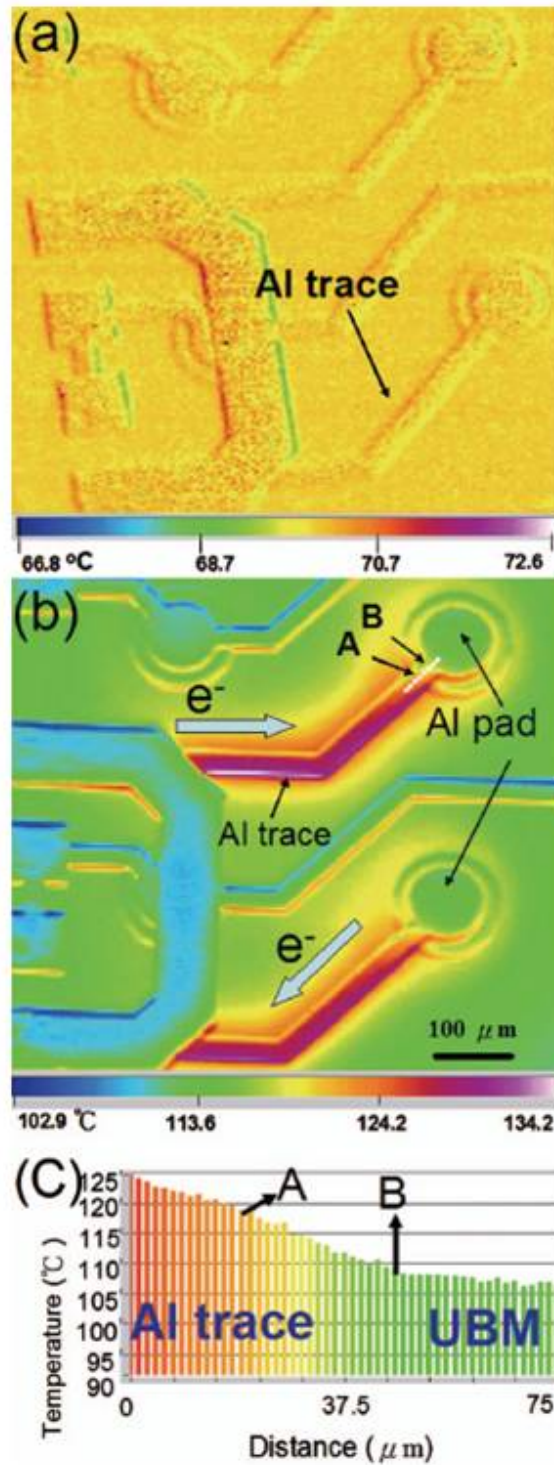 (a)
Al trace
66.8 °C 68.7 70.7 72.6
(b)
B
A
e-
Al pad
Al trace
e-
100 μm
102.9 °C 113.6 124.2 134.2
(C)
Temperature (℃)
125
120
115
110
105
100
95
90
A
B
Al trace UBM
0 37.5 75
Distance (μm)